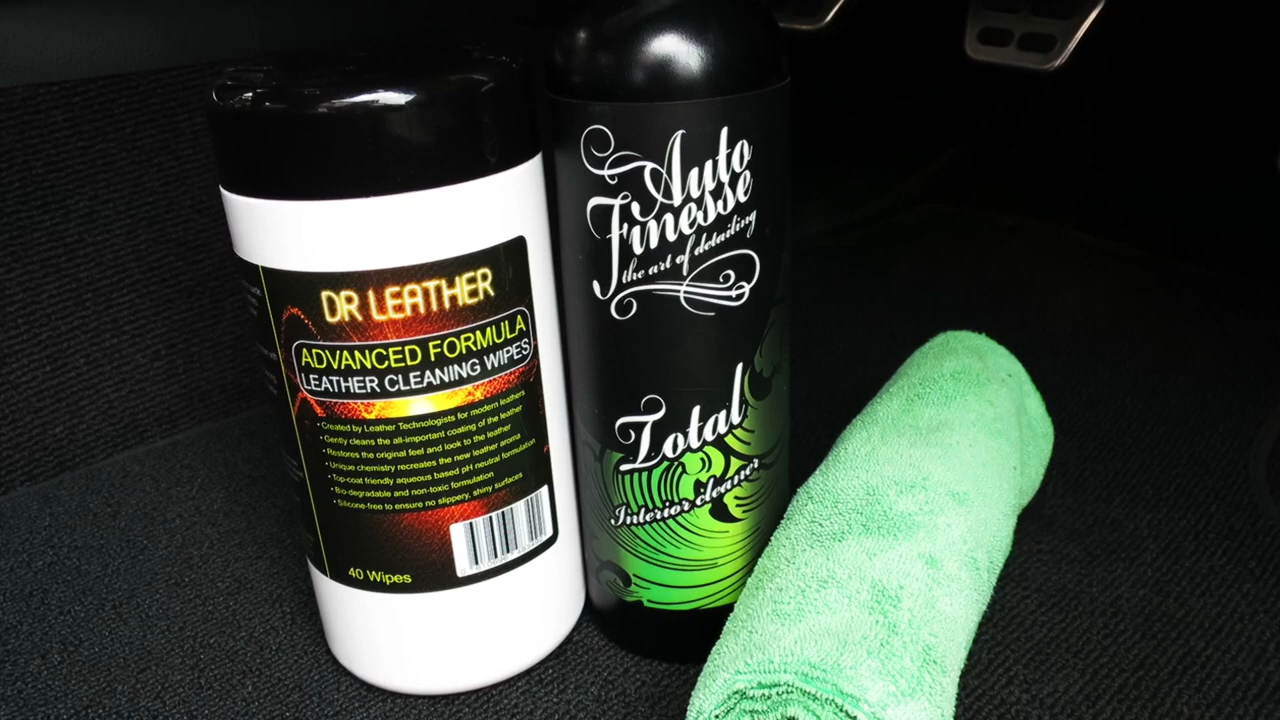 DR LEATHER
ADVANCED FORMULA
LEATHER CLEANING WIPES
• Created by Leather Technologists for modern leathers
• Gently cleans the all-important coating of the leather
• Restores the original feel and look to the leather
• Unique chemistry recreates the new leather aroma
• Top-coat friendly aqueous based pH neutral formulation
• Bio-degradable and non-toxic formulation
• Silicone-free to ensure no slippery, shiny surfaces
40 Wipes
Auto
Finesse
the art of detailing
Total
Interior cleaner